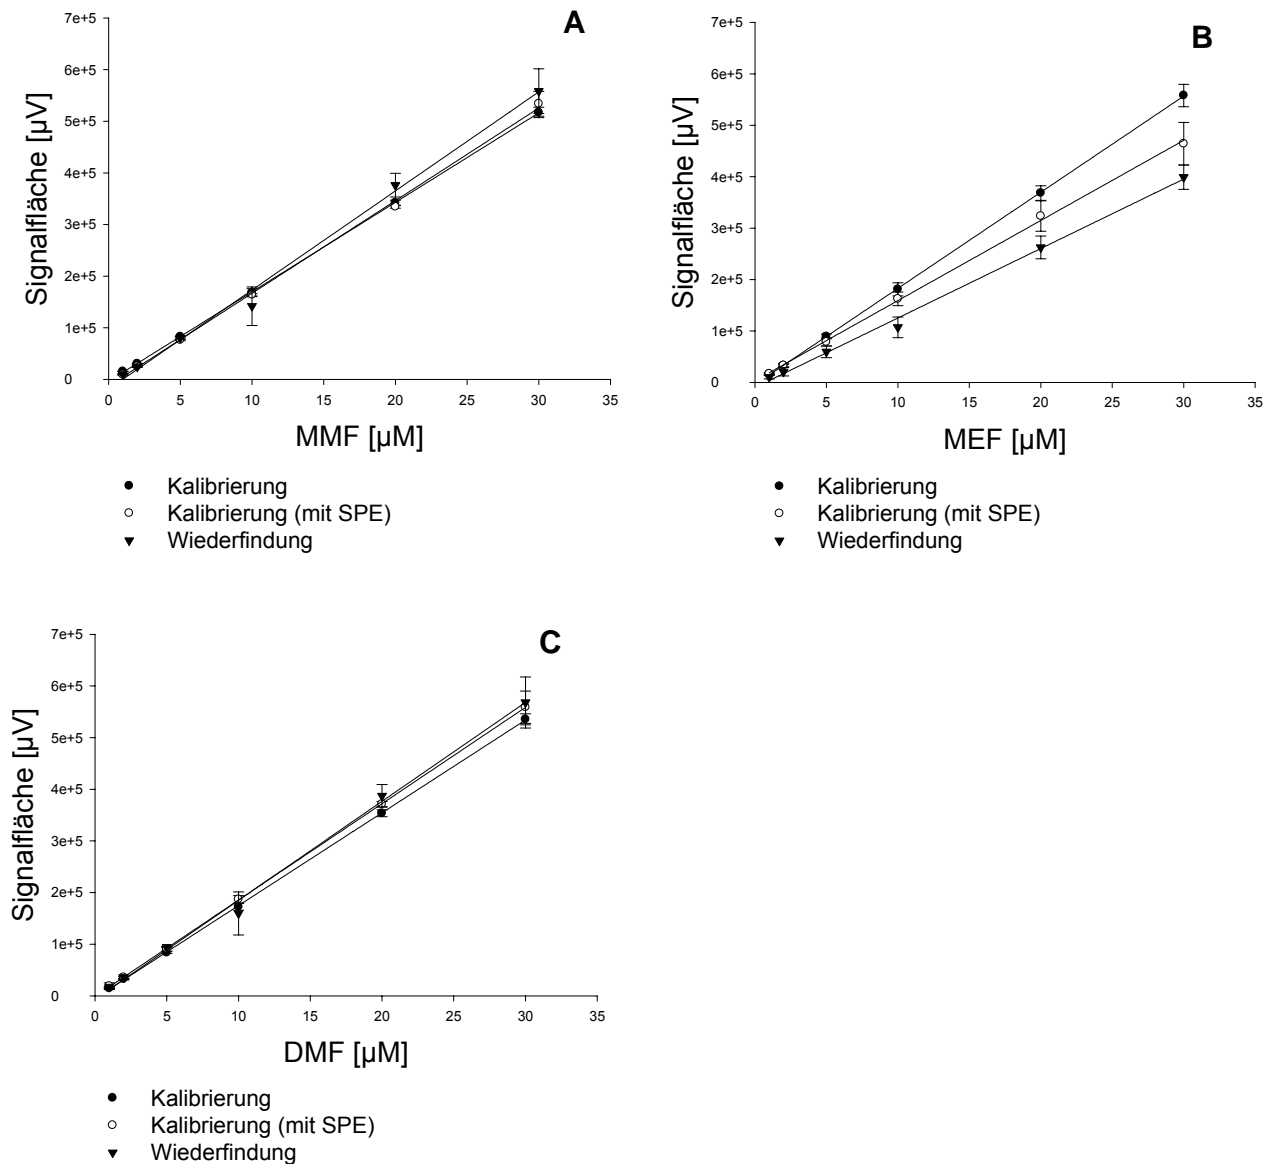 A
7e+5
6e+5
5e+5
4e+5
3e+5
2e+5
1e+5
0
Signalfläche [µV]
0 5 10 15 20 25 30 35
MMF [µM]
Kalibrierung
Kalibrierung (mit SPE)
Wiederfindung
B
7e+5
6e+5
5e+5
4e+5
3e+5
2e+5
1e+5
0
Signalfläche [µV]
0 5 10 15 20 25 30 35
MEF [µM]
Kalibrierung
Kalibrierung (mit SPE)
Wiederfindung
C
7e+5
6e+5
5e+5
4e+5
3e+5
2e+5
1e+5
0
Signalfläche [µV]
0 5 10 15 20 25 30 35
DMF [µM]
Kalibrierung
Kalibrierung (mit SPE)
Wiederfindung